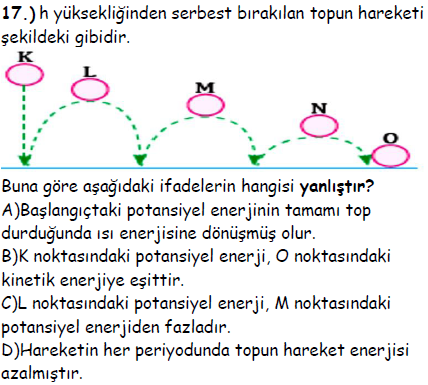 17.) h yüksekliğinden serbest bırakılan topun hareketi
şekildeki gibidir.
K
L
M
N
O
Buna göre aşağıdaki ifadelerin hangisi yanlıştır?
A)Başlangıçtaki potansiyel enerjinin tamamı top
durduğunda ısı enerjisine dönüşmüş olur.
B)K noktasındaki potansiyel enerji, O noktasındaki
kinetik enerjiye eşittir.
C)L noktasındaki potansiyel enerji, M noktasındaki
potansiyel enerjiden fazladır.
D)Hareketin her periyodunda topun hareket enerjisi
azalmıştır.